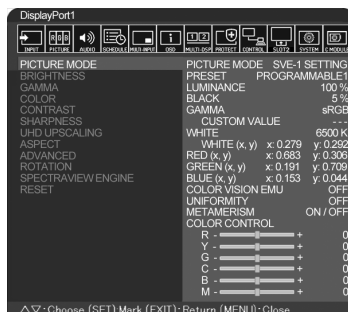 DisplayPort1
INPUT PICTURE AUDIO SCHEDULE MULTI-INPUT OSD MULTI-DSP PROTECT CONTROL SLOT2 SYSTEM C MODULE
PICTURE MODE
BRIGHTNESS
GAMMA
COLOR
CONTRAST
SHARPNESS
UHD UPSCALING
ASPECT
ADVANCED
ROTATION
SPECTRAVIEW ENGINE
RESET
PICTURE MODE SVE-1 SETTING
PRESET PROGRAMMABLE1
LUMINANCE 100 %
BLACK 5 %
GAMMA sRGB
CUSTOM VALUE - - -
WHITE 6500 K
WHITE (x, y) x: 0.279 y: 0.292
RED (x, y) x: 0.683 y: 0.306
GREEN (x, y) x: 0.191 y: 0.709
BLUE (x, y) x: 0.153 y: 0.044
COLOR VISION EMU OFF
UNIFORMITY OFF
METAMERISM ON / OFF
COLOR CONTROL
R - + 0
Y - + 0
G - + 0
C - + 0
B - + 0
M - + 0
△▽: Choose (SET) Mark (EXIT): Return (MENU): Close